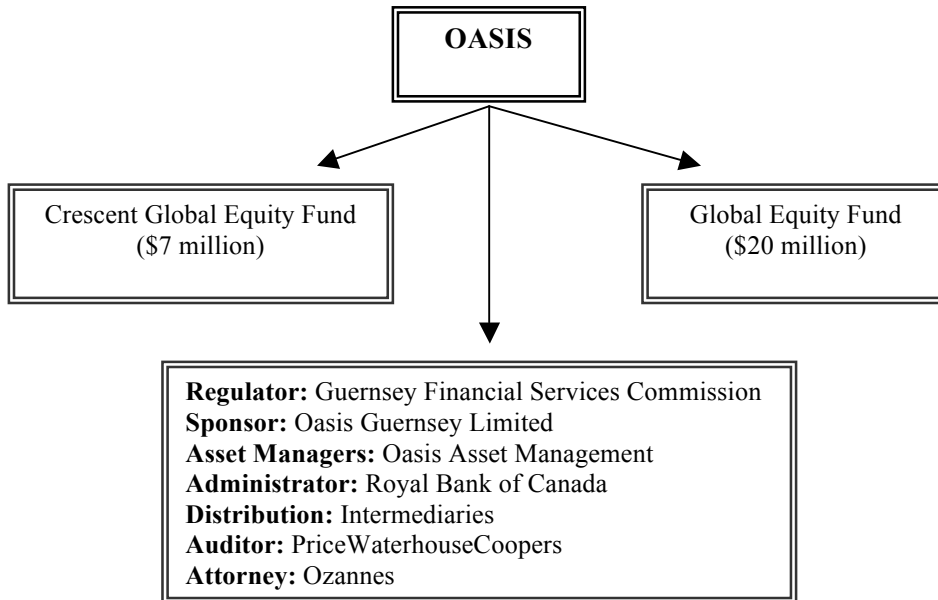 OASIS
Crescent Global Equity Fund
($7 million)
Global Equity Fund
($20 million)
Regulator: Guernsey Financial Services Commission
Sponsor: Oasis Guernsey Limited
Asset Managers: Oasis Asset Management
Administrator: Royal Bank of Canada
Distribution: Intermediaries
Auditor: PriceWaterhouseCoopers
Attorney: Ozannes